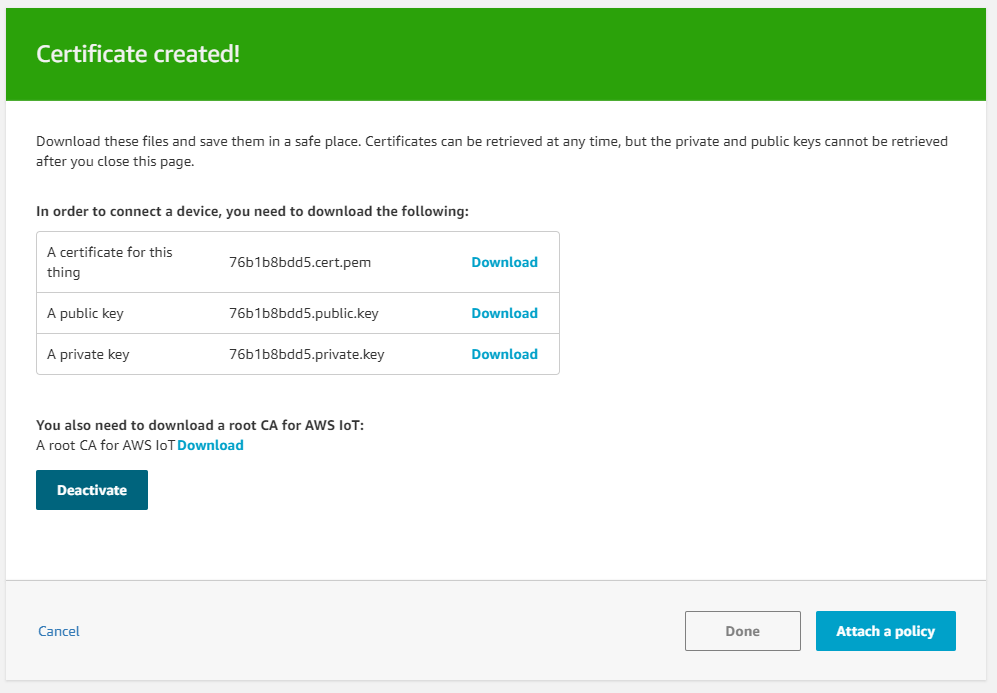 Certificate created!
Download these files and save them in a safe place. Certificates can be retrieved at any time, but the private and public keys cannot be retrieved
after you close this page.
In order to connect a device, you need to download the following:
A certificate for this
thing
76b1b8bdd5.cert.pem
Download
A public key
76b1b8bdd5.public.key
Download
A private key
76b1b8bdd5.private.key
Download
You also need to download a root CA for AWS IoT:
A root CA for AWS IoT Download
Deactivate
Cancel
Done
Attach a policy